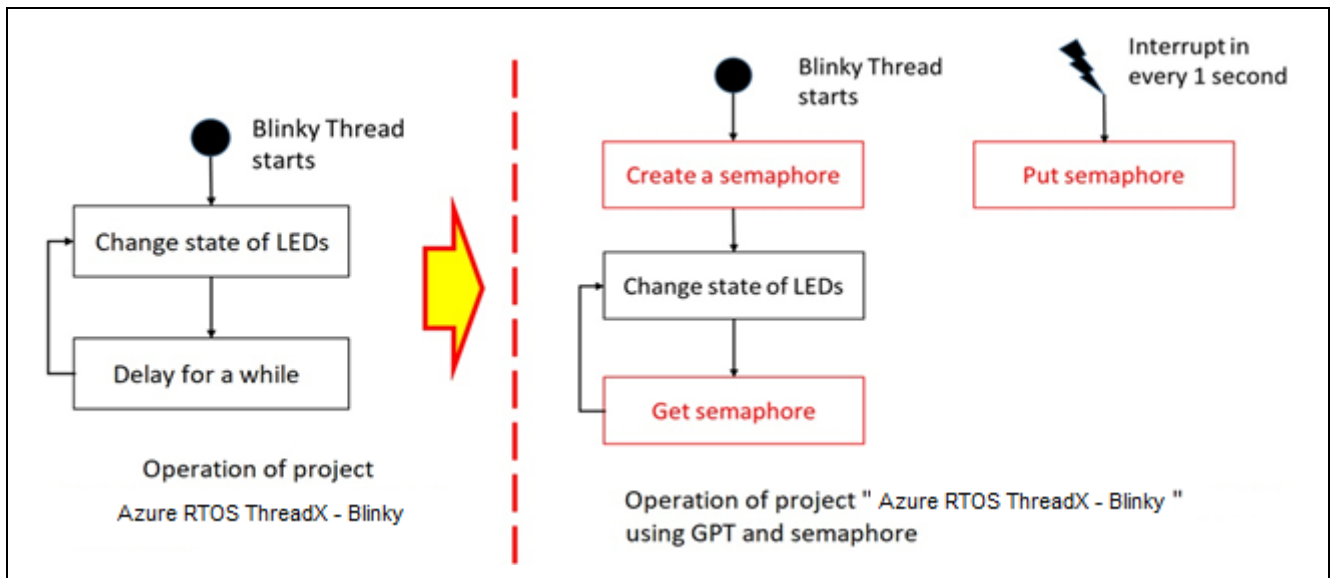 Blinky Thread
starts
Change state of LEDs
Delay for a while
Operation of project
Azure RTOS ThreadX - Blinky
Blinky Thread
starts
Interrupt in
every 1 second
Create a semaphore
Put semaphore
Change state of LEDs
Get semaphore
Operation of project " Azure RTOS ThreadX - Blinky "
using GPT and semaphore